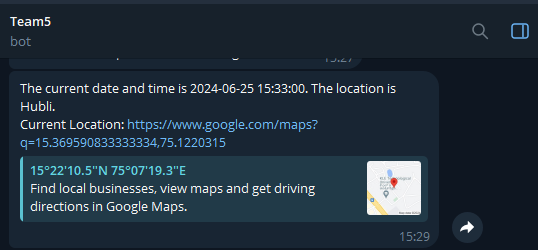 Team5
bot
15:27
The current date and time is 2024-06-25 15:33:00. The location is
Hubli.
Current Location: https://www.google.com/maps?
q=15.369590833333334,75.1220315
15°22'10.5"N 75°07'19.3"E
Find local businesses, view maps and get driving
directions in Google Maps.
15:29